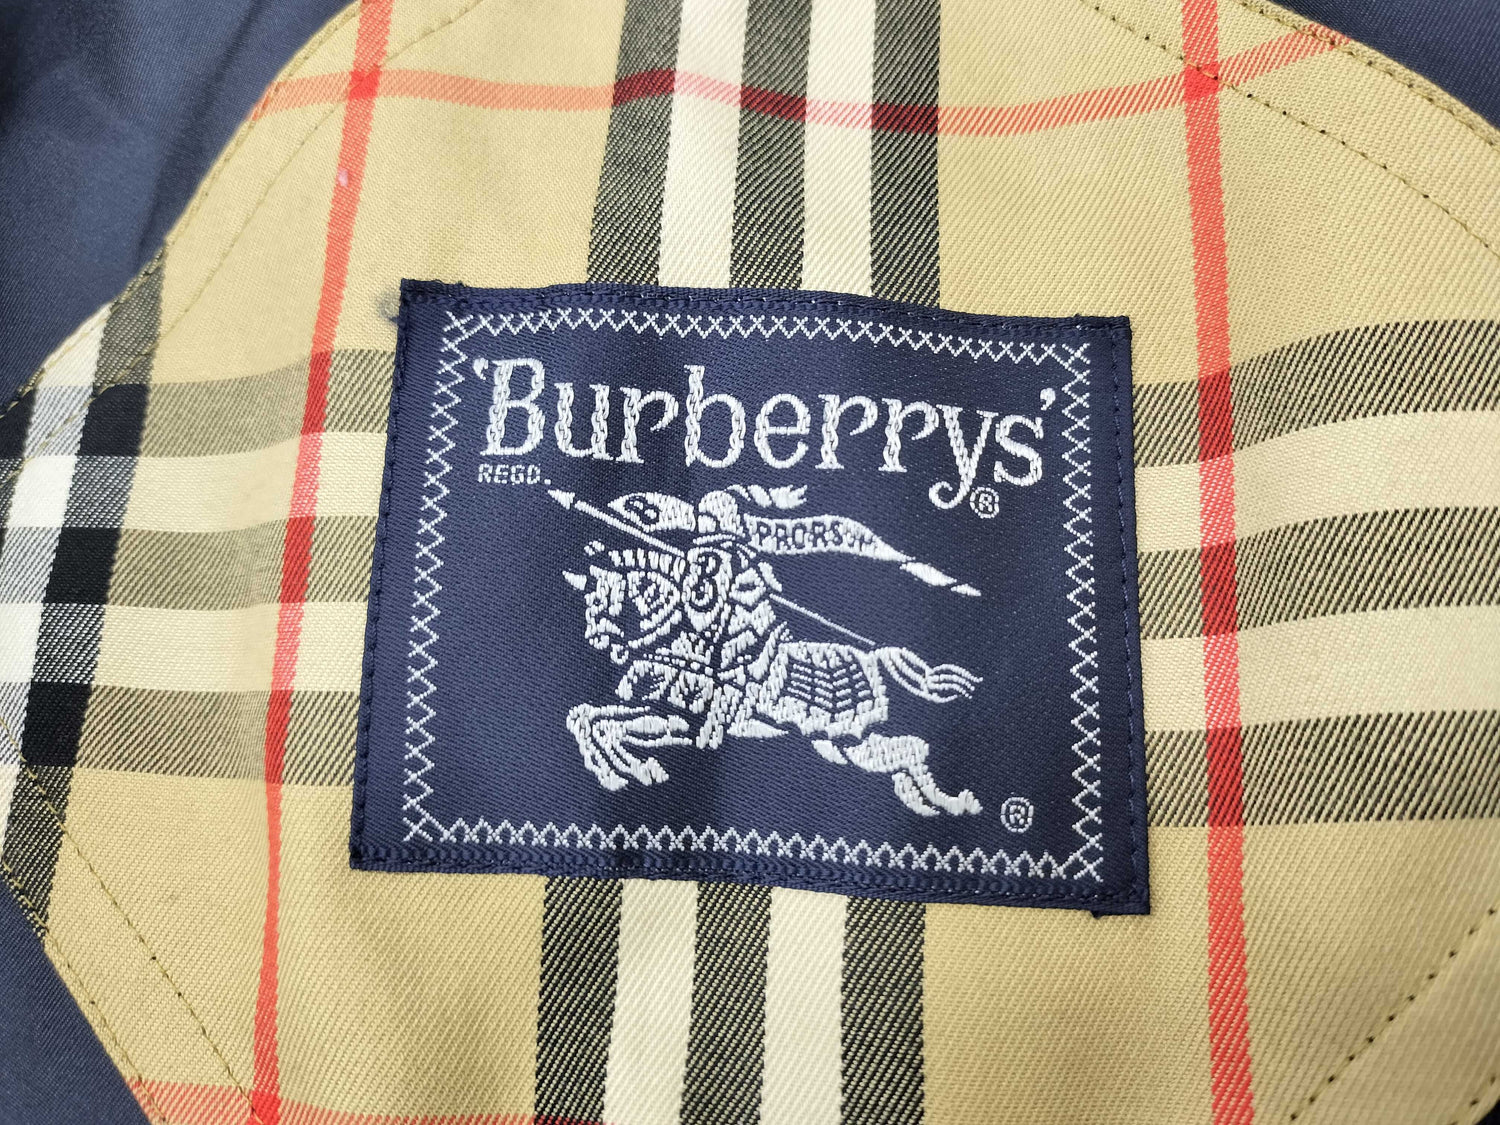 'Burberrys'
REGD. ®
B PRORSUM
B
®